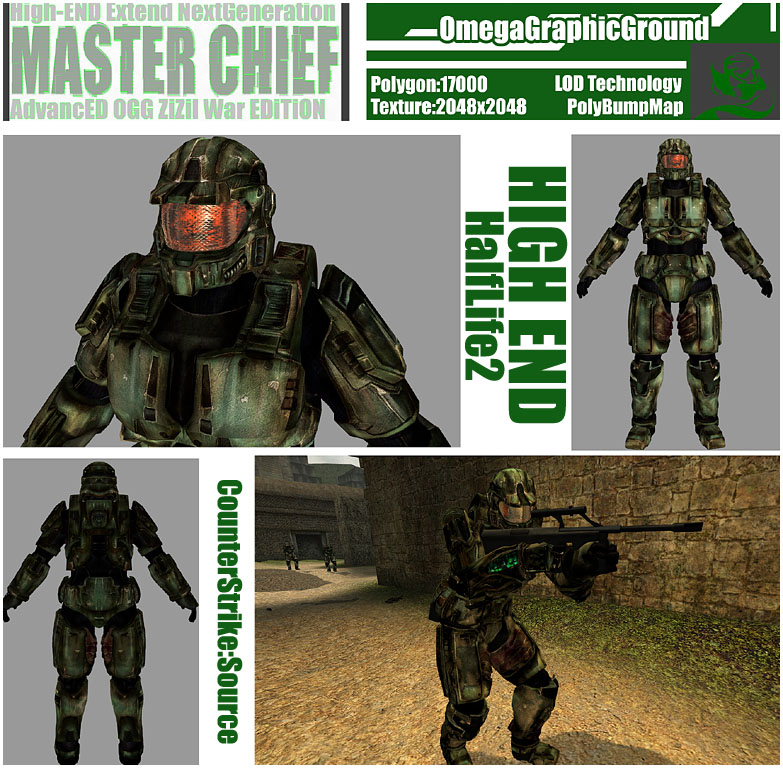 High-END Extend NextGeneration
MASTER CHIEF
AdvancED OGG ZiZil War EDiTiON
OmegaGraphicGround
Polygon:17000
LOD Technology
Texture:2048x2048
PolyBumpMap
HIGH END
HalfLife2
CounterStrike:Source